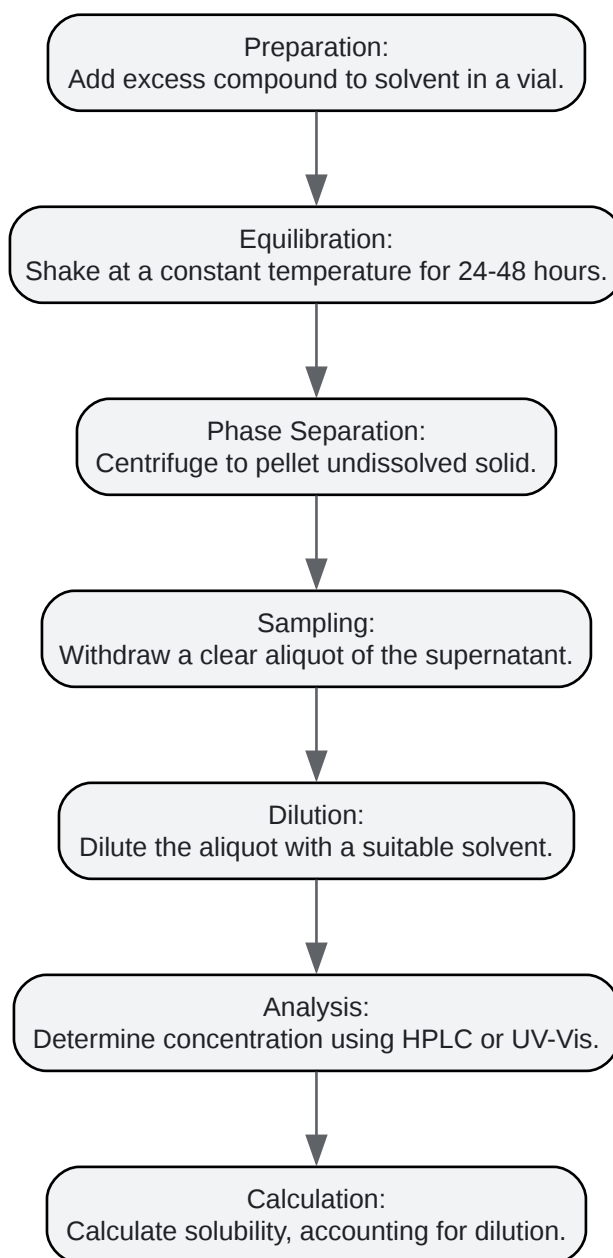 Preparation:
Add excess compound to solvent in a vial.
Equilibration:
Shake at a constant temperature for 24-48 hours.
Phase Separation:
Centrifuge to pellet undissolved solid.
Sampling:
Withdraw a clear aliquot of the supernatant.
Dilution:
Dilute the aliquot with a suitable solvent.
Analysis:
Determine concentration using HPLC or UV-Vis.
Calculation:
Calculate solubility, accounting for dilution.